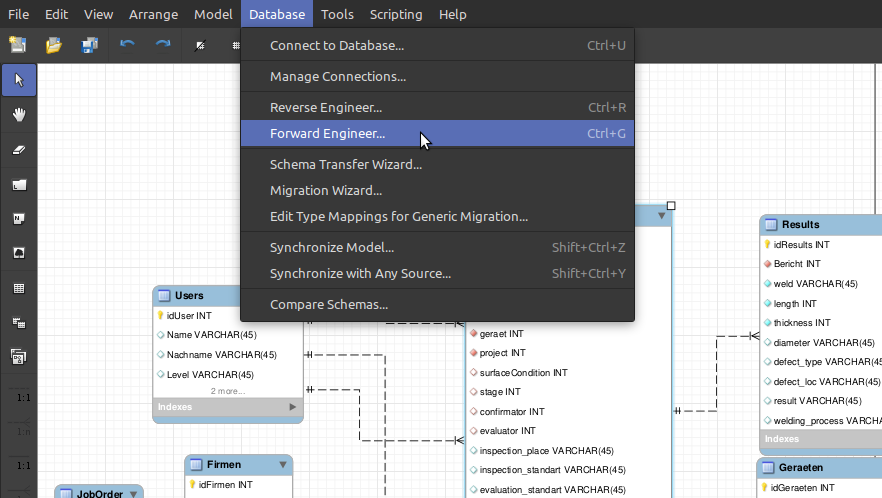 File Edit View Arrange Model Database Tools Scripting Help
Connect to Database... Ctrl+U
Manage Connections...
Reverse Engineer... Ctrl+R
Forward Engineer... Ctrl+G
Schema Transfer Wizard...
Migration Wizard...
Edit Type Mappings for Generic Migration...
Synchronize Model... Shift+Ctrl+Z
Synchronize with Any Source... Shift+Ctrl+Y
Compare Schemas...
Users
idUser INT
Name VARCHAR(45)
Nachname VARCHAR(45)
Level VARCHAR(45)
2 more...
Indexes
geraet INT
project INT
surfaceCondition INT
stage INT
confirmator INT
evaluator INT
inspection_place VARCHAR(45)
inspection_standart VARCHAR(45)
evaluation_standart VARCHAR(45)
Results
idResults INT
Bericht INT
weld VARCHAR(45)
length INT
thickness INT
diameter VARCHAR(45)
defect_type VARCHAR(45)
defect_loc VARCHAR(45)
result VARCHAR(45)
welding_process VARCHAR
Indexes
Geraeten
idGeraeten INT
Firmen
idFirmen INT
JobOrder
1:1
1:n
1:1